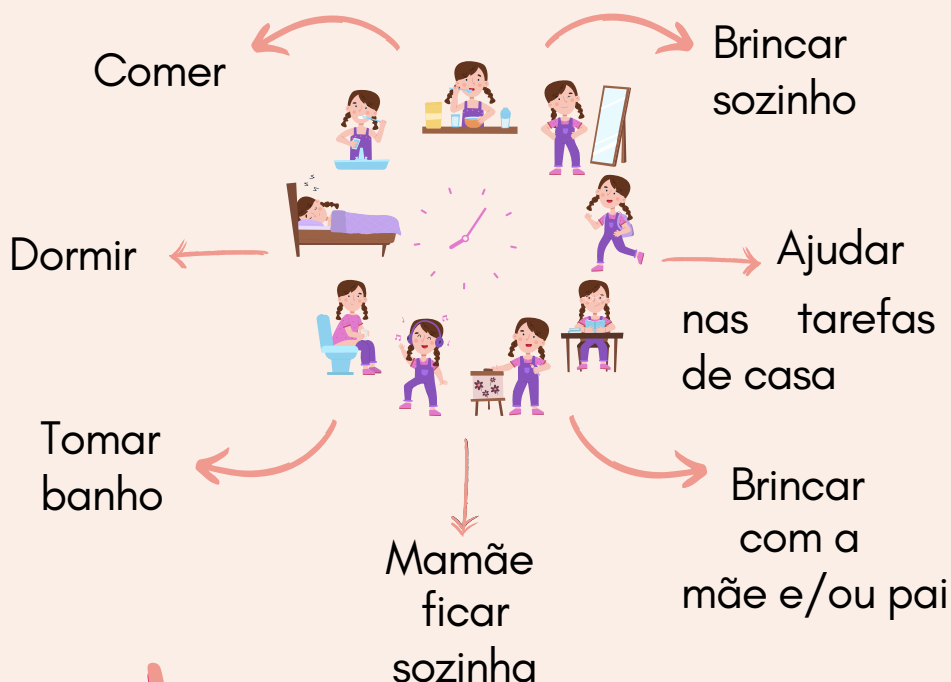 Comer
Brincar
sozinho
Dormir
Ajudar
nas tarefas
de casa
Tomar
banho
Brincar
com a
mãe e/ou pai
Mamãe
ficar
sozinha